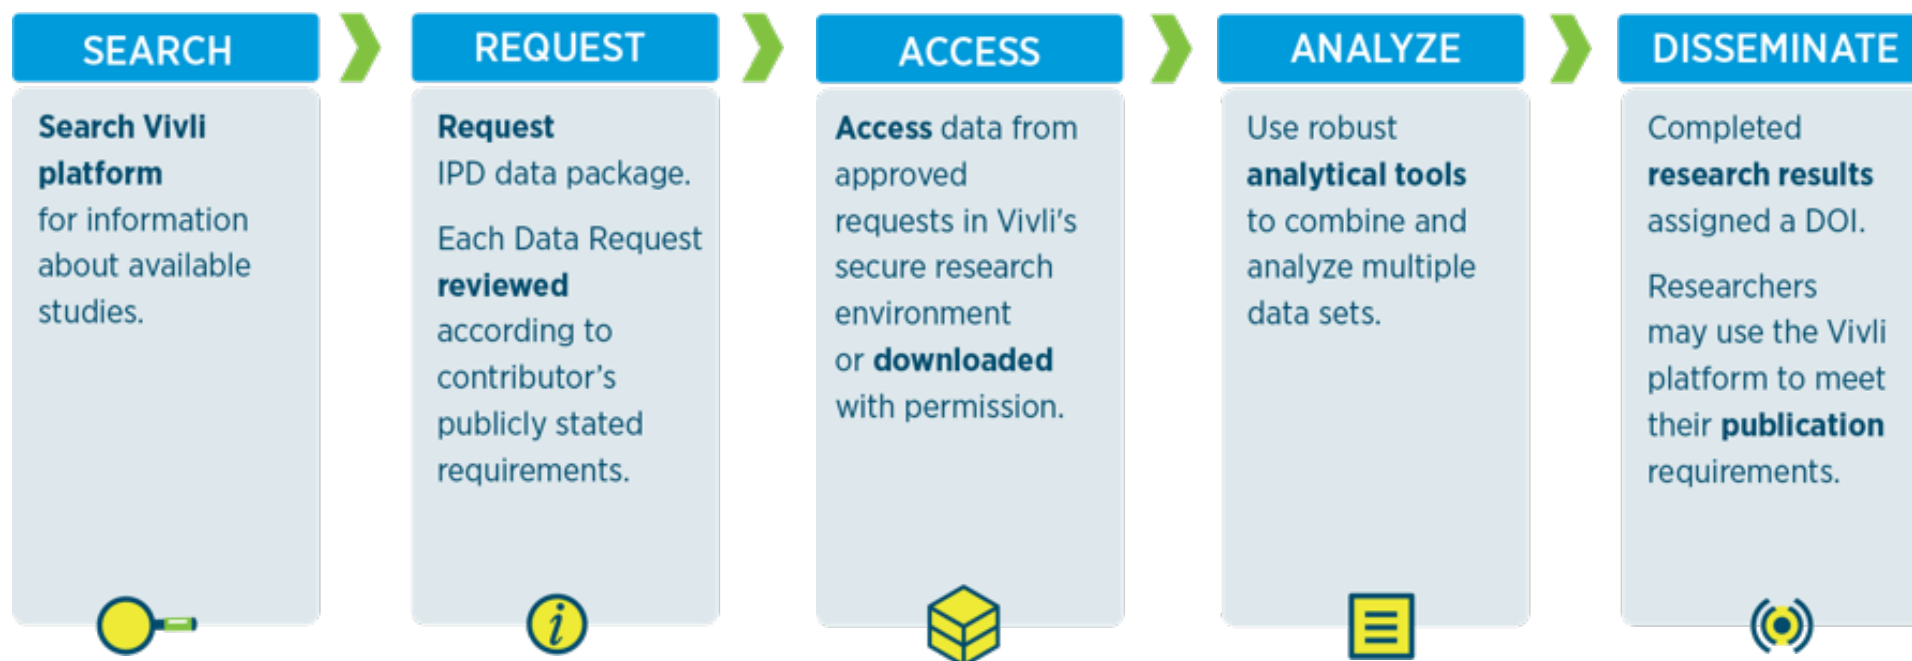 SEARCH
Search Vivli
platform
for information
about available
studies.
REQUEST
Request
IPD data package.
Each Data Request
reviewed
according to
contributor’s
publicly stated
requirements.
i
ACCESS
Access data from
approved
requests in Vivli's
secure research
environment
or downloaded
with permission.
ANALYZE
Use robust
analytical tools
to combine and
analyze multiple
data sets.
DISSEMINATE
Completed
research results
assigned a DOI.
Researchers
may use the Vivli
platform to meet
their publication
requirements.